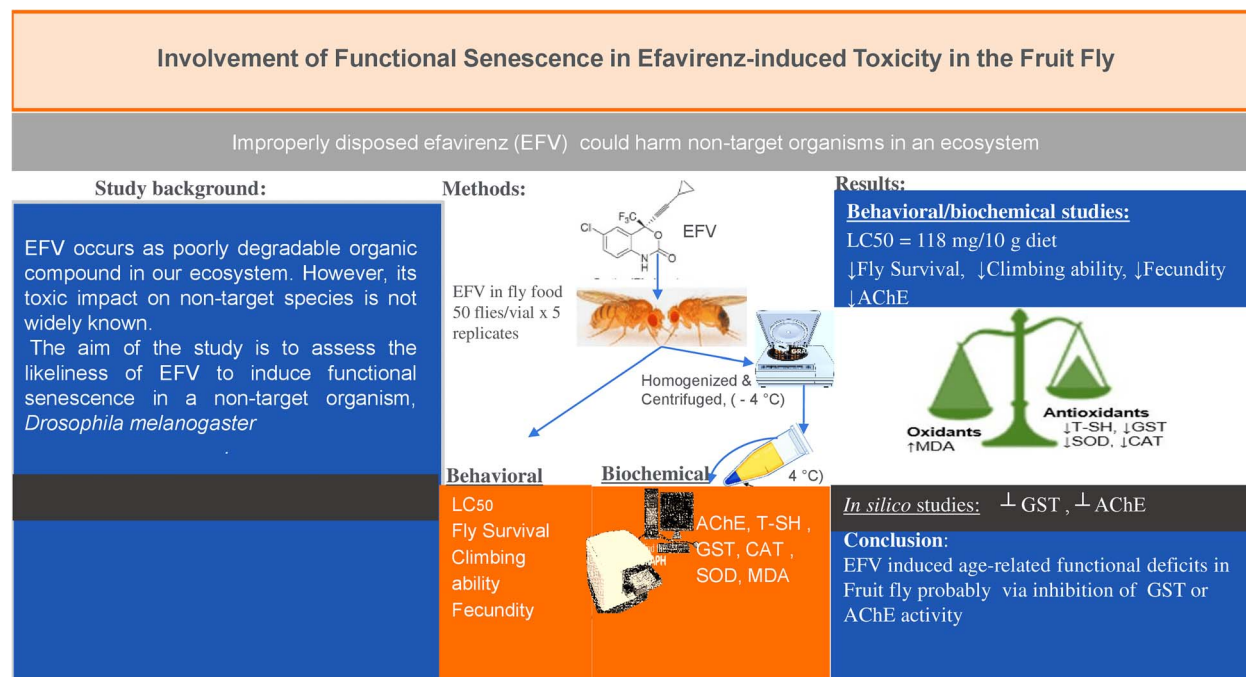 Involvement of Functional Senescence in Efavirenz-induced Toxicity in the Fruit Fly
Improperly disposed efavirenz (EFV) could harm non-target organisms in an ecosystem
Study background:
EFV occurs as poorly degradable organic
compound in our ecosystem. However, its
toxic impact on non-target species is not
widely known.
The aim of the study is to assess the
likeliness of EFV to induce functional
senescence in a non-target organism,
Drosophila melanogaster
.
Methods:
F₃C
Cl
O
N
H
O
EFV
EFV in fly food
50 flies/vial x 5
replicates
Homogenized &
Centrifuged, ( - 4 °C)
4 °C)
Behavioral
LC50
Fly Survival
Climbing
ability
Fecundity
Biochemical
AChE, T-SH ,
GST, CAT ,
SOD, MDA
Results:
Behavioral/biochemical studies:
LC50 = 118 mg/10 g diet
↓Fly Survival, ↓Climbing ability, ↓Fecundity
↓AChE
Oxidants
↑MDA
Antioxidants
↓T-SH, ↓GST
↓SOD, ↓CAT
In silico studies: ┴ GST , ┴ AChE
Conclusion:
EFV induced age-related functional deficits in
Fruit fly probably via inhibition of GST or
AChE activity